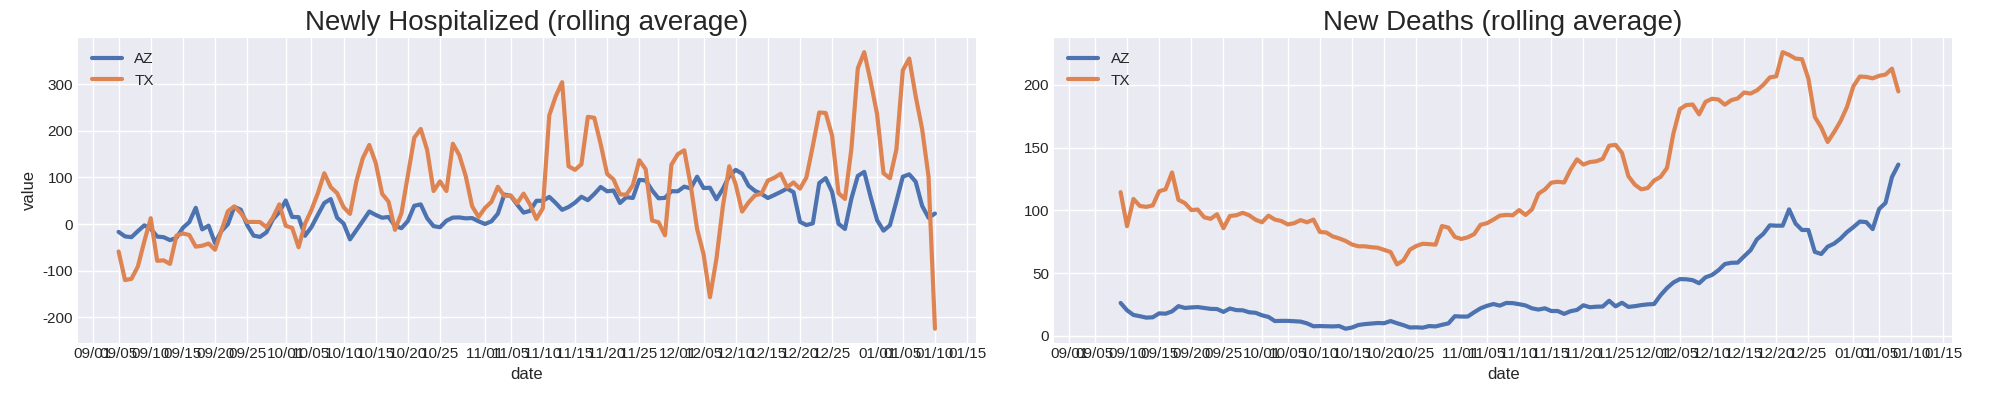 Newly Hospitalized (rolling average)
AZ
TX
value
300
200
100
0
-100
-200
09/01 09/05 09/10 09/15 09/20 09/25 10/01 10/05 10/10 10/15 10/20 10/25 11/01 11/05 11/10 11/15 11/20 11/25 12/01 12/05 12/10 12/15 12/20 12/25 01/01 01/05 01/10 01/15
date
New Deaths (rolling average)
AZ
TX
200
150
100
50
0
09/01 09/05 09/10 09/15 09/20 09/25 10/01 10/05 10/10 10/15 10/20 10/25 11/01 11/05 11/10 11/15 11/20 11/25 12/01 12/05 12/10 12/15 12/20 12/25 01/01 01/05 01/10 01/15
date